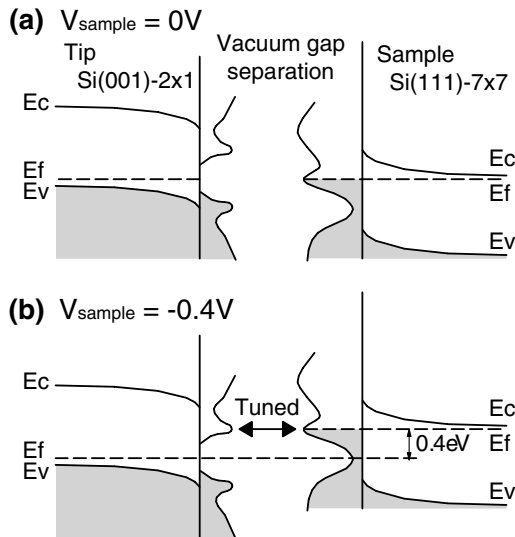 (a) Vsample = 0V
Tip
Si(001)-2x1
Vacuum gap
separation
Sample
Si(111)-7x7
Ec
Ef
Ev
Ec
Ef
Ev
(b) Vsample = -0.4V
Ec
Ef
Ev
Tuned
Ec
Ef
0.4eV
Ev